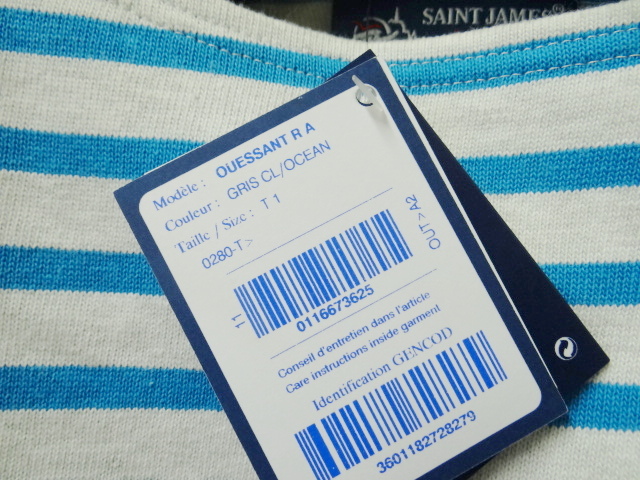 SAINT JAMES®
Modèle : OUESSANT R A
Couleur : GRIS CL/OCEAN
Taille / Size : T 1
0280-T>
OUT> A2
11
0116673625
Conseil d'entretien dans l'article
Care instructions inside garment
Identification GENCOD
3601182728279